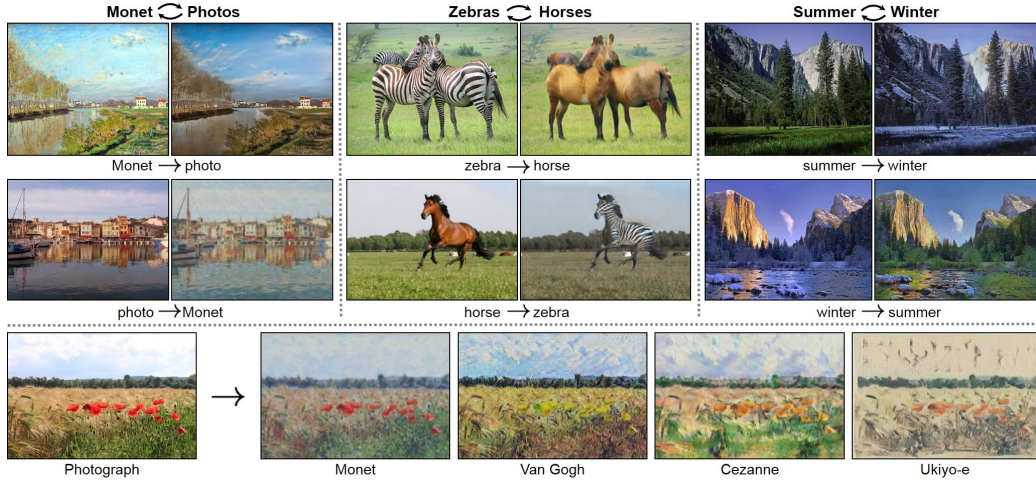 Monet Photos
Zebras Horses
Summer Winter
Monet → photo
zebra → horse
summer → winter
photo → Monet
horse → zebra
winter → summer
Photograph
Monet
Van Gogh
Cezanne
Ukiyo-e